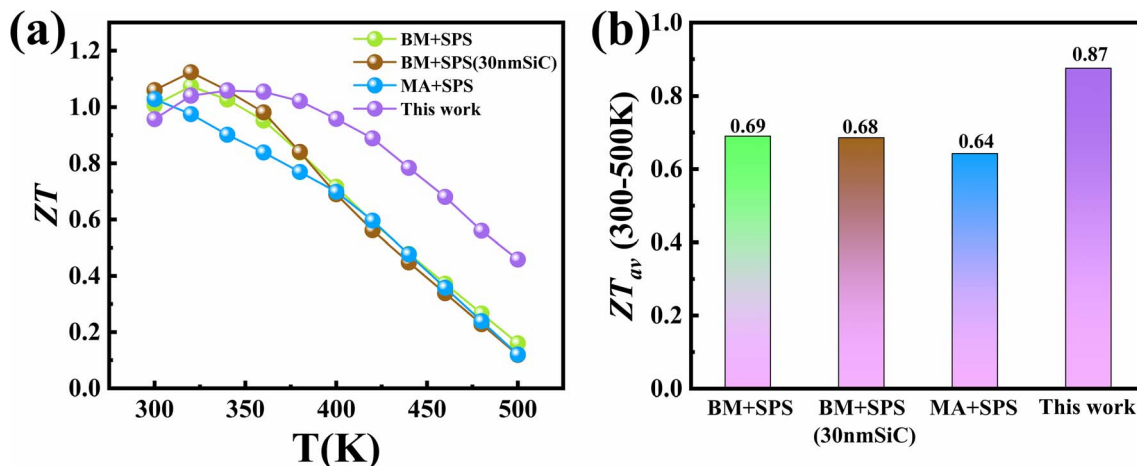 (a)
BM+SPS
BM+SPS(30nmSiC)
MA+SPS
This work
1.2
1.0
0.8
0.6
0.4
0.2
0.0
ZT
300
350
400
450
500
T(K)
(b)
1.0
0.8
0.6
0.4
0.2
0.0
ZTav (300-500K)
0.69
0.68
0.64
0.87
BM+SPS
BM+SPS
(30nmSiC)
MA+SPS
This work